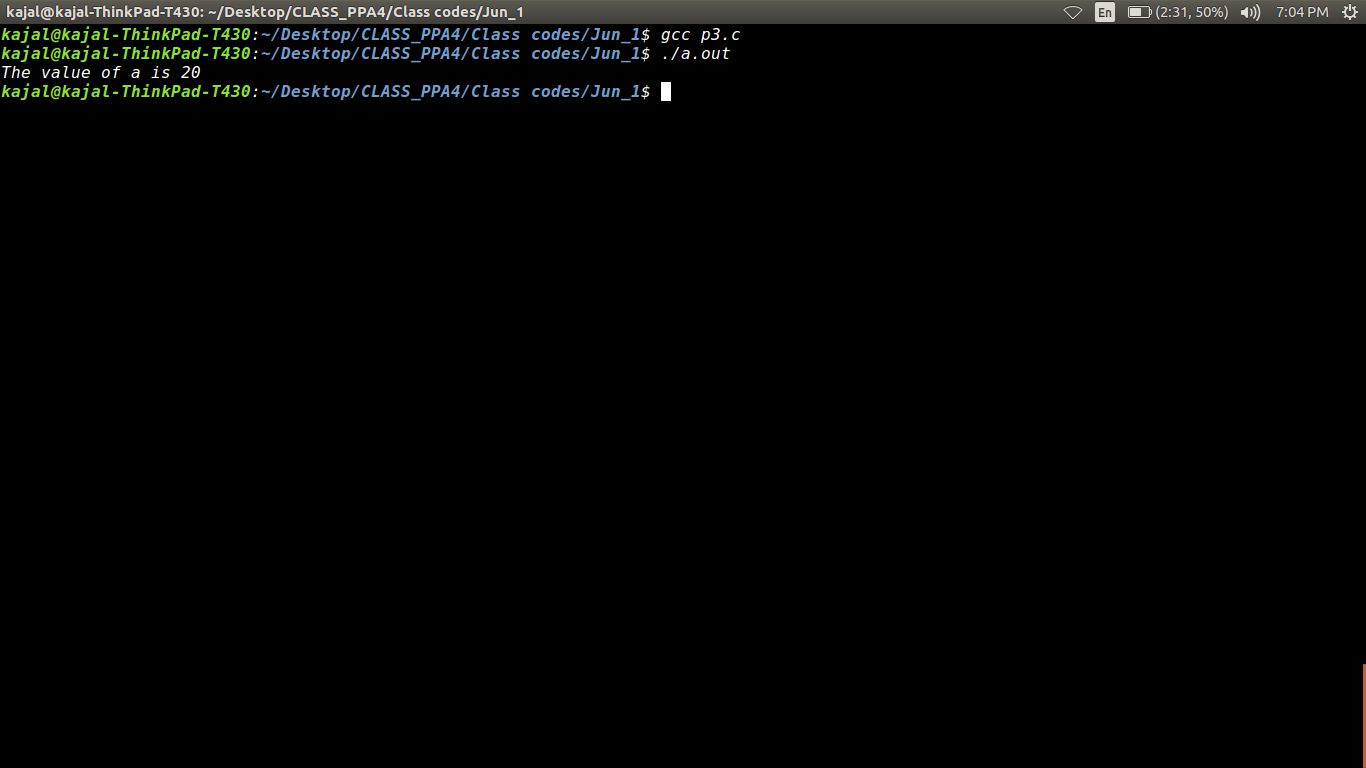 kajal@kajal-ThinkPad-T430: ~/Desktop/CLASS_PPA4/Class codes/Jun_1 En (2:31, 50%) 7:04 PM
kajal@kajal-ThinkPad-T430:~/Desktop/CLASS_PPA4/Class codes/Jun_1$ gcc p3.c
kajal@kajal-ThinkPad-T430:~/Desktop/CLASS_PPA4/Class codes/Jun_1$ ./a.out
The value of a is 20
kajal@kajal-ThinkPad-T430:~/Desktop/CLASS_PPA4/Class codes/Jun_1$